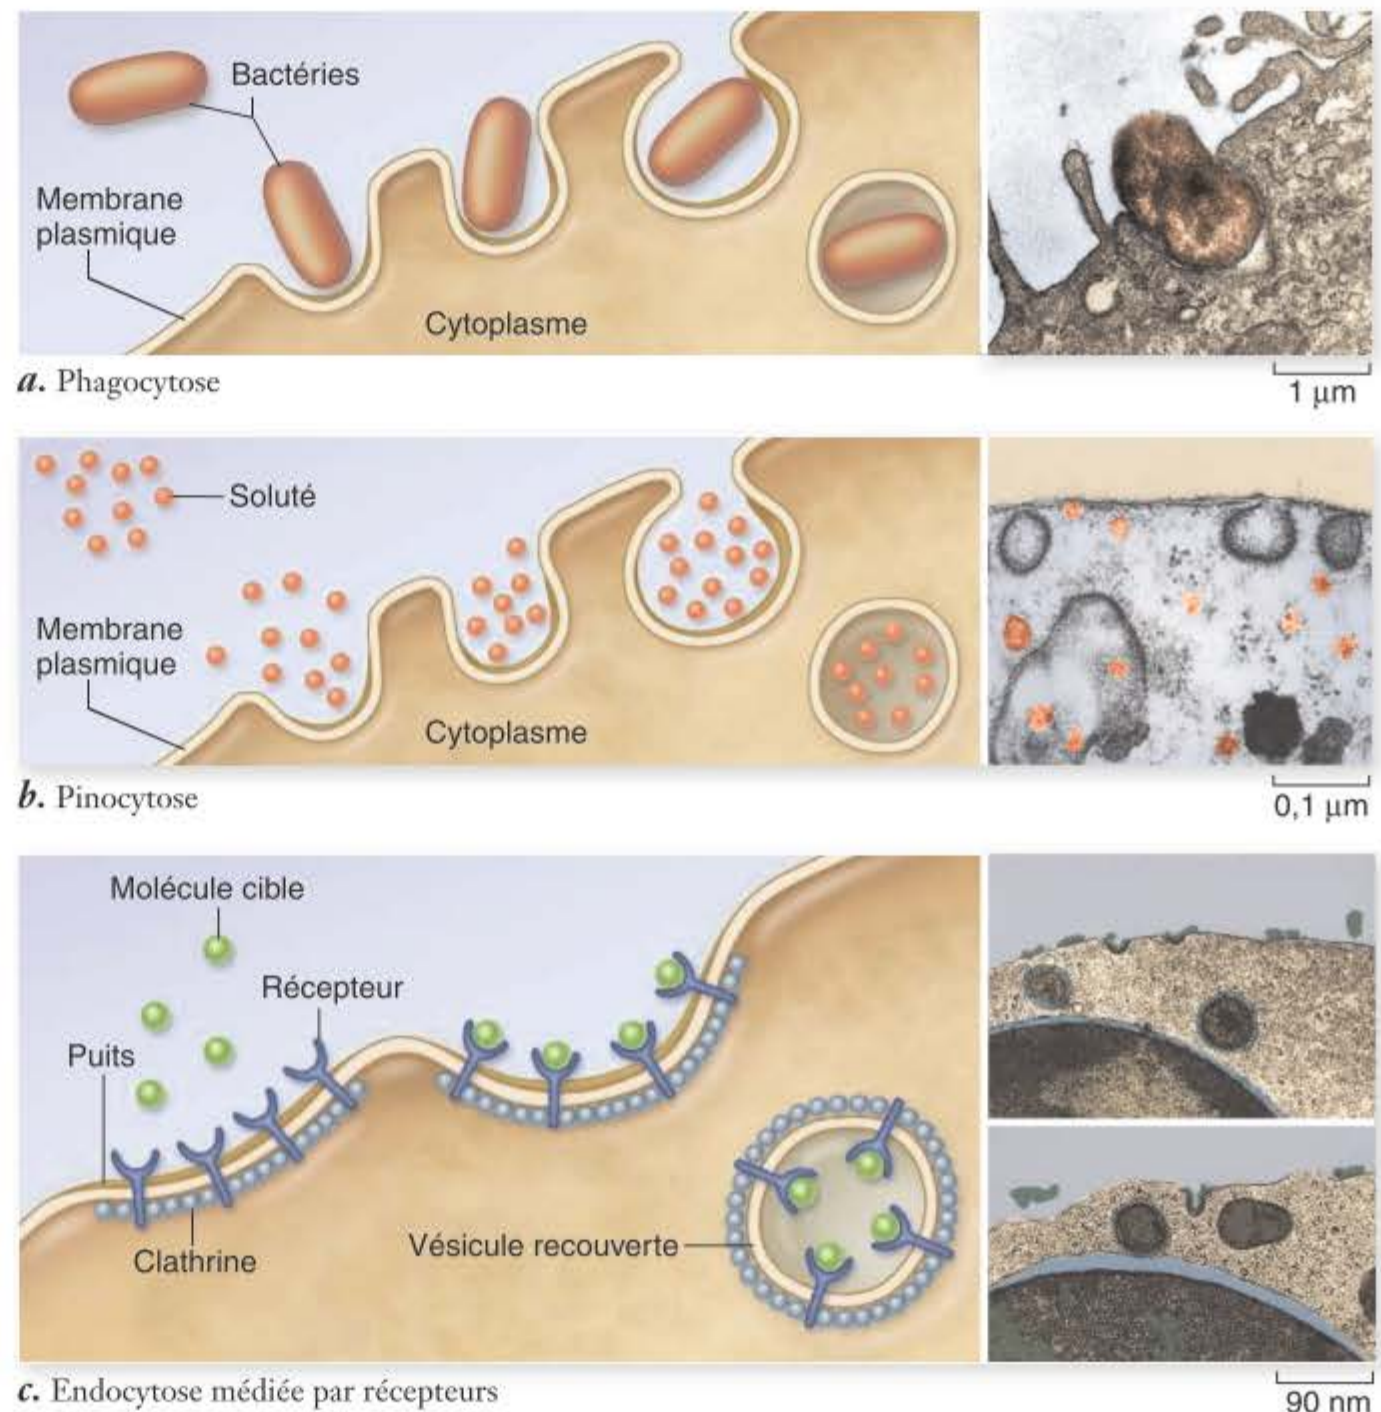 Bactéries
Membrane
plasmique
Cytoplasme
a. Phagocytose
1 μm
Soluté
Membrane
plasmique
Cytoplasme
b. Pinocytose
0,1 μm
Molécule cible
Récepteur
Puits
Clathrine
Vésicule recouverte
c. Endocytose médiée par récepteurs
90 nm